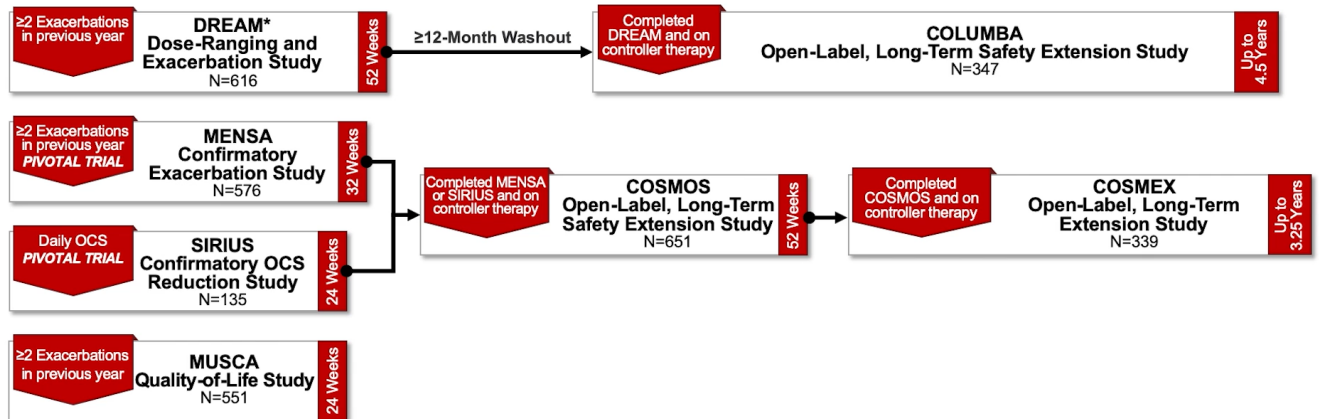 ≥2 Exacerbations
in previous year
DREAM*
Dose-Ranging and
Exacerbation Study
N=616
52 Weeks
≥12-Month Washout
Completed
DREAM and on
controller therapy
COLUMBA
Open-Label, Long-Term Safety Extension Study
N=347
Up to
4.5 Years
≥2 Exacerbations
in previous year
PIVOTAL TRIAL
MENSA
Confirmatory
Exacerbation Study
N=576
32 Weeks
Daily OCS
PIVOTAL TRIAL
SIRIUS
Confirmatory OCS
Reduction Study
N=135
24 Weeks
Completed MENSA
or SIRIUS and on
controller therapy
COSMOS
Open-Label, Long-Term
Safety Extension Study
N=651
52 Weeks
Completed
COSMOS and on
controller therapy
COSMEX
Open-Label, Long-Term
Extension Study
N=339
Up to
3.25 Years
≥2 Exacerbations
in previous year
MUSCA
Quality-of-Life Study
N=551
24 Weeks